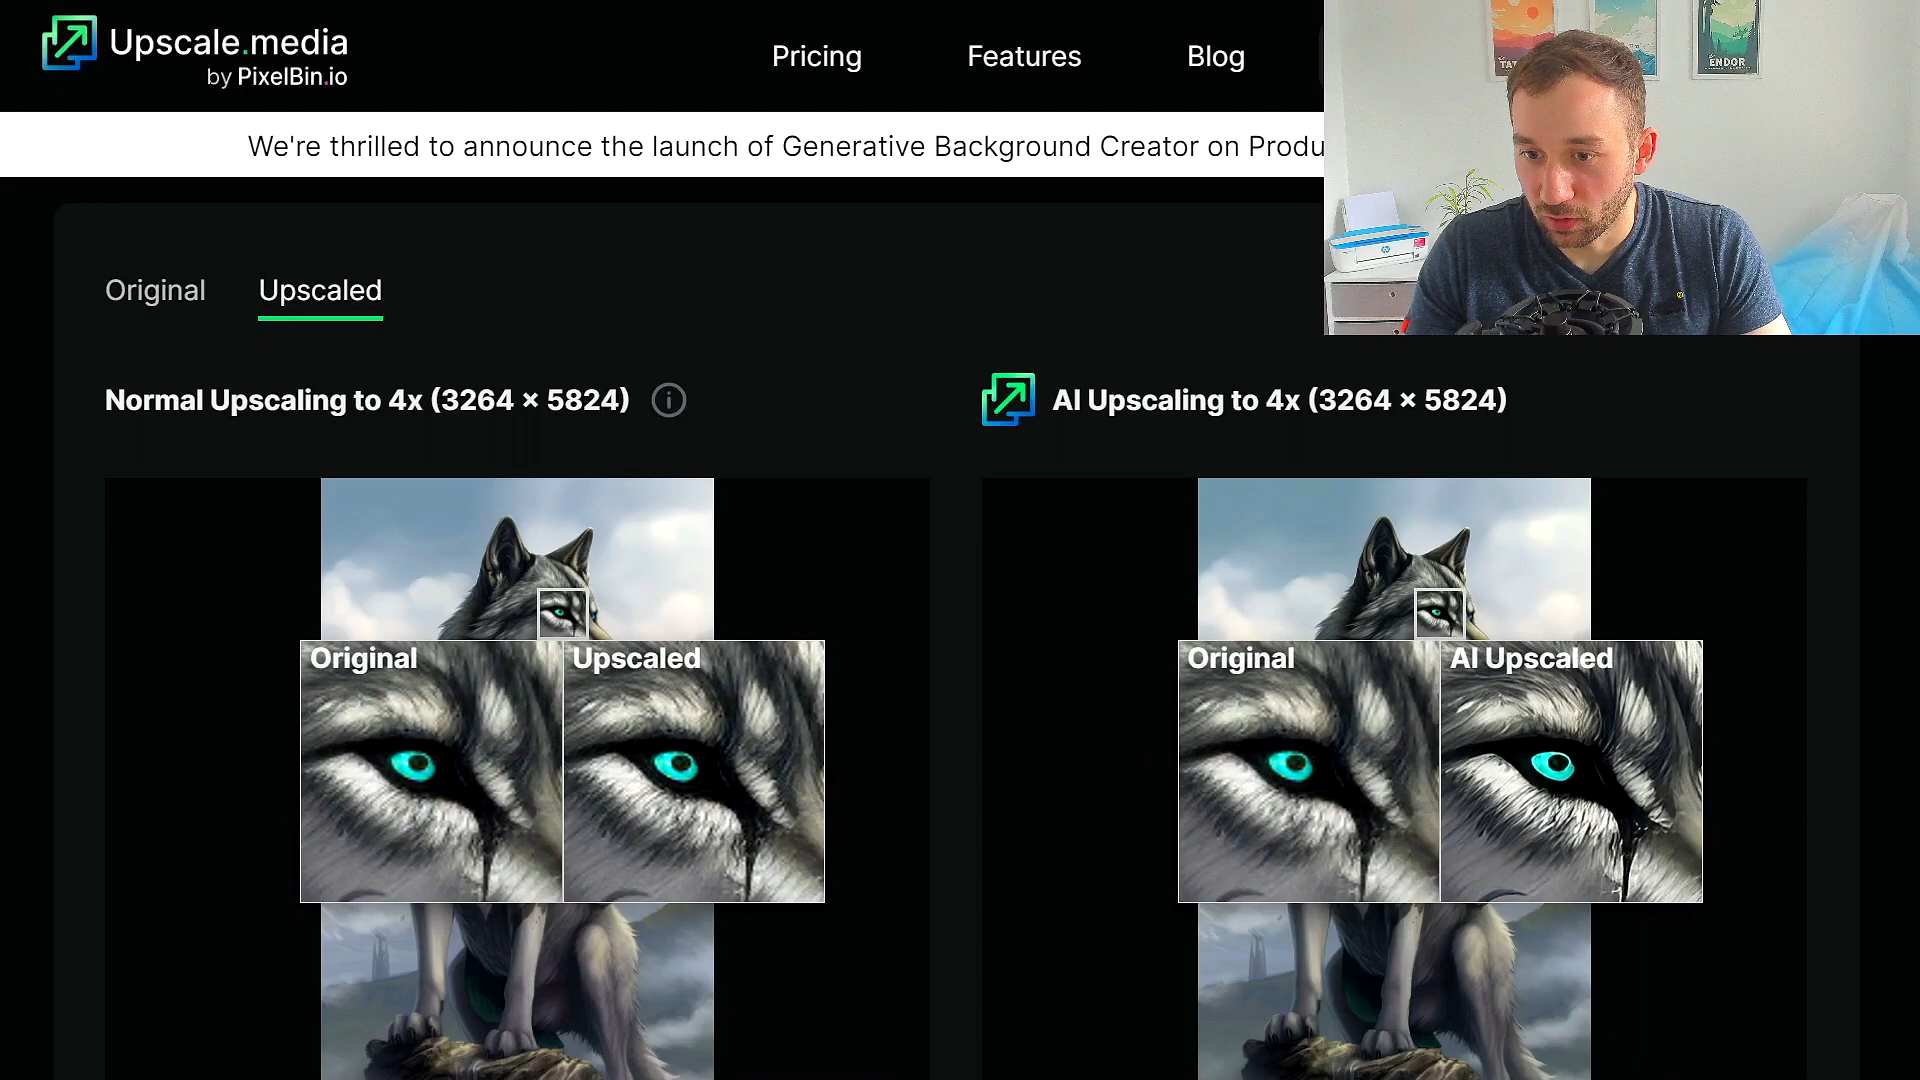 Upscale.media
by PixelBin.io
Pricing
Features
Blog
We're thrilled to announce the launch of Generative Background Creator on Produ
ENDOR
hp
Original
Upscaled
Normal Upscaling to 4x (3264 × 5824)
AI Upscaling to 4x (3264 × 5824)
Original
Upscaled
Original
AI Upscaled